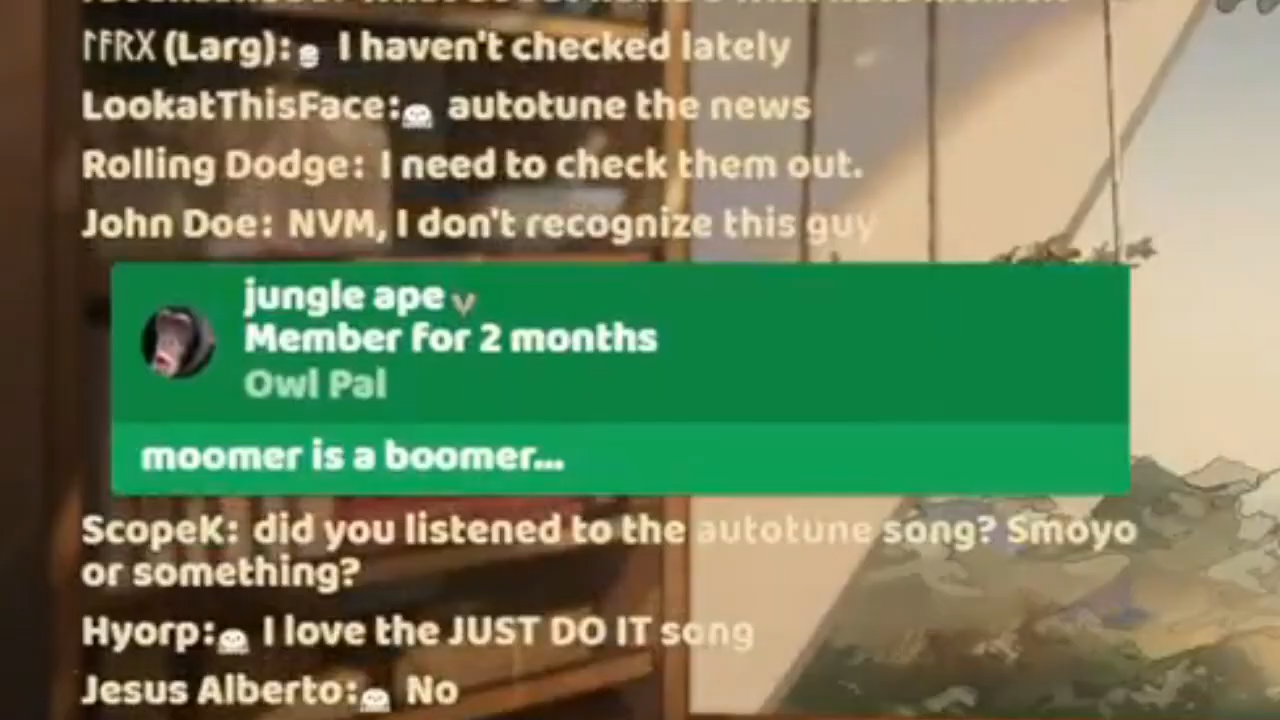 ᛚᚨᚱᚷ (Larg): I haven't checked lately
LookatThisFace: autotune the news
Rolling Dodge: I need to check them out.
John Doe: NVM, I don't recognize this guy
jungle ape
Member for 2 months
Owl Pal
moomer is a boomer...
ScopeK: did you listened to the autotune song? Smoyo
or something?
Hyorp: I love the JUST DO IT song
Jesus Alberto: No